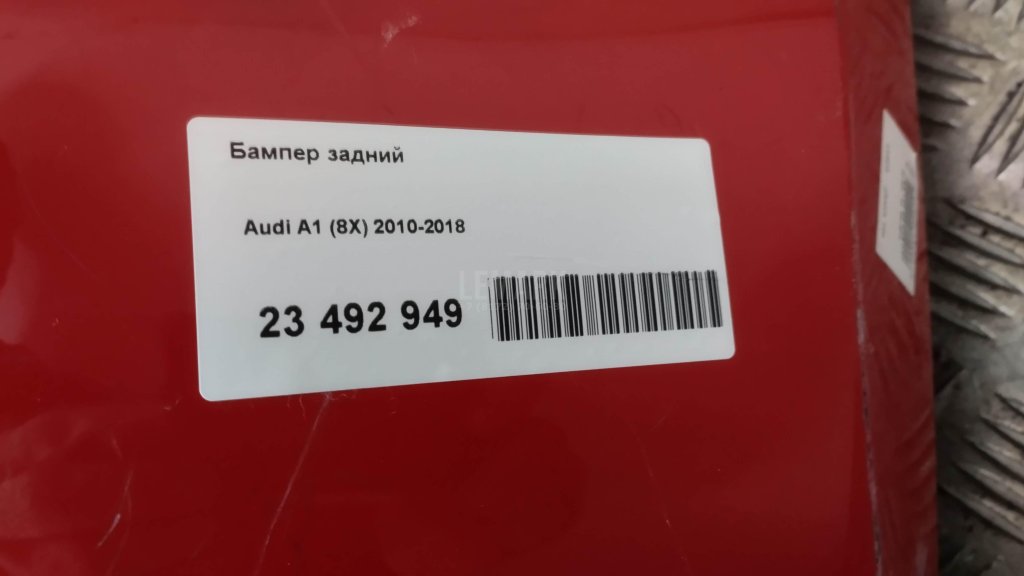 Бампер задний
Audi A1 (8X) 2010-2018
23 492 949